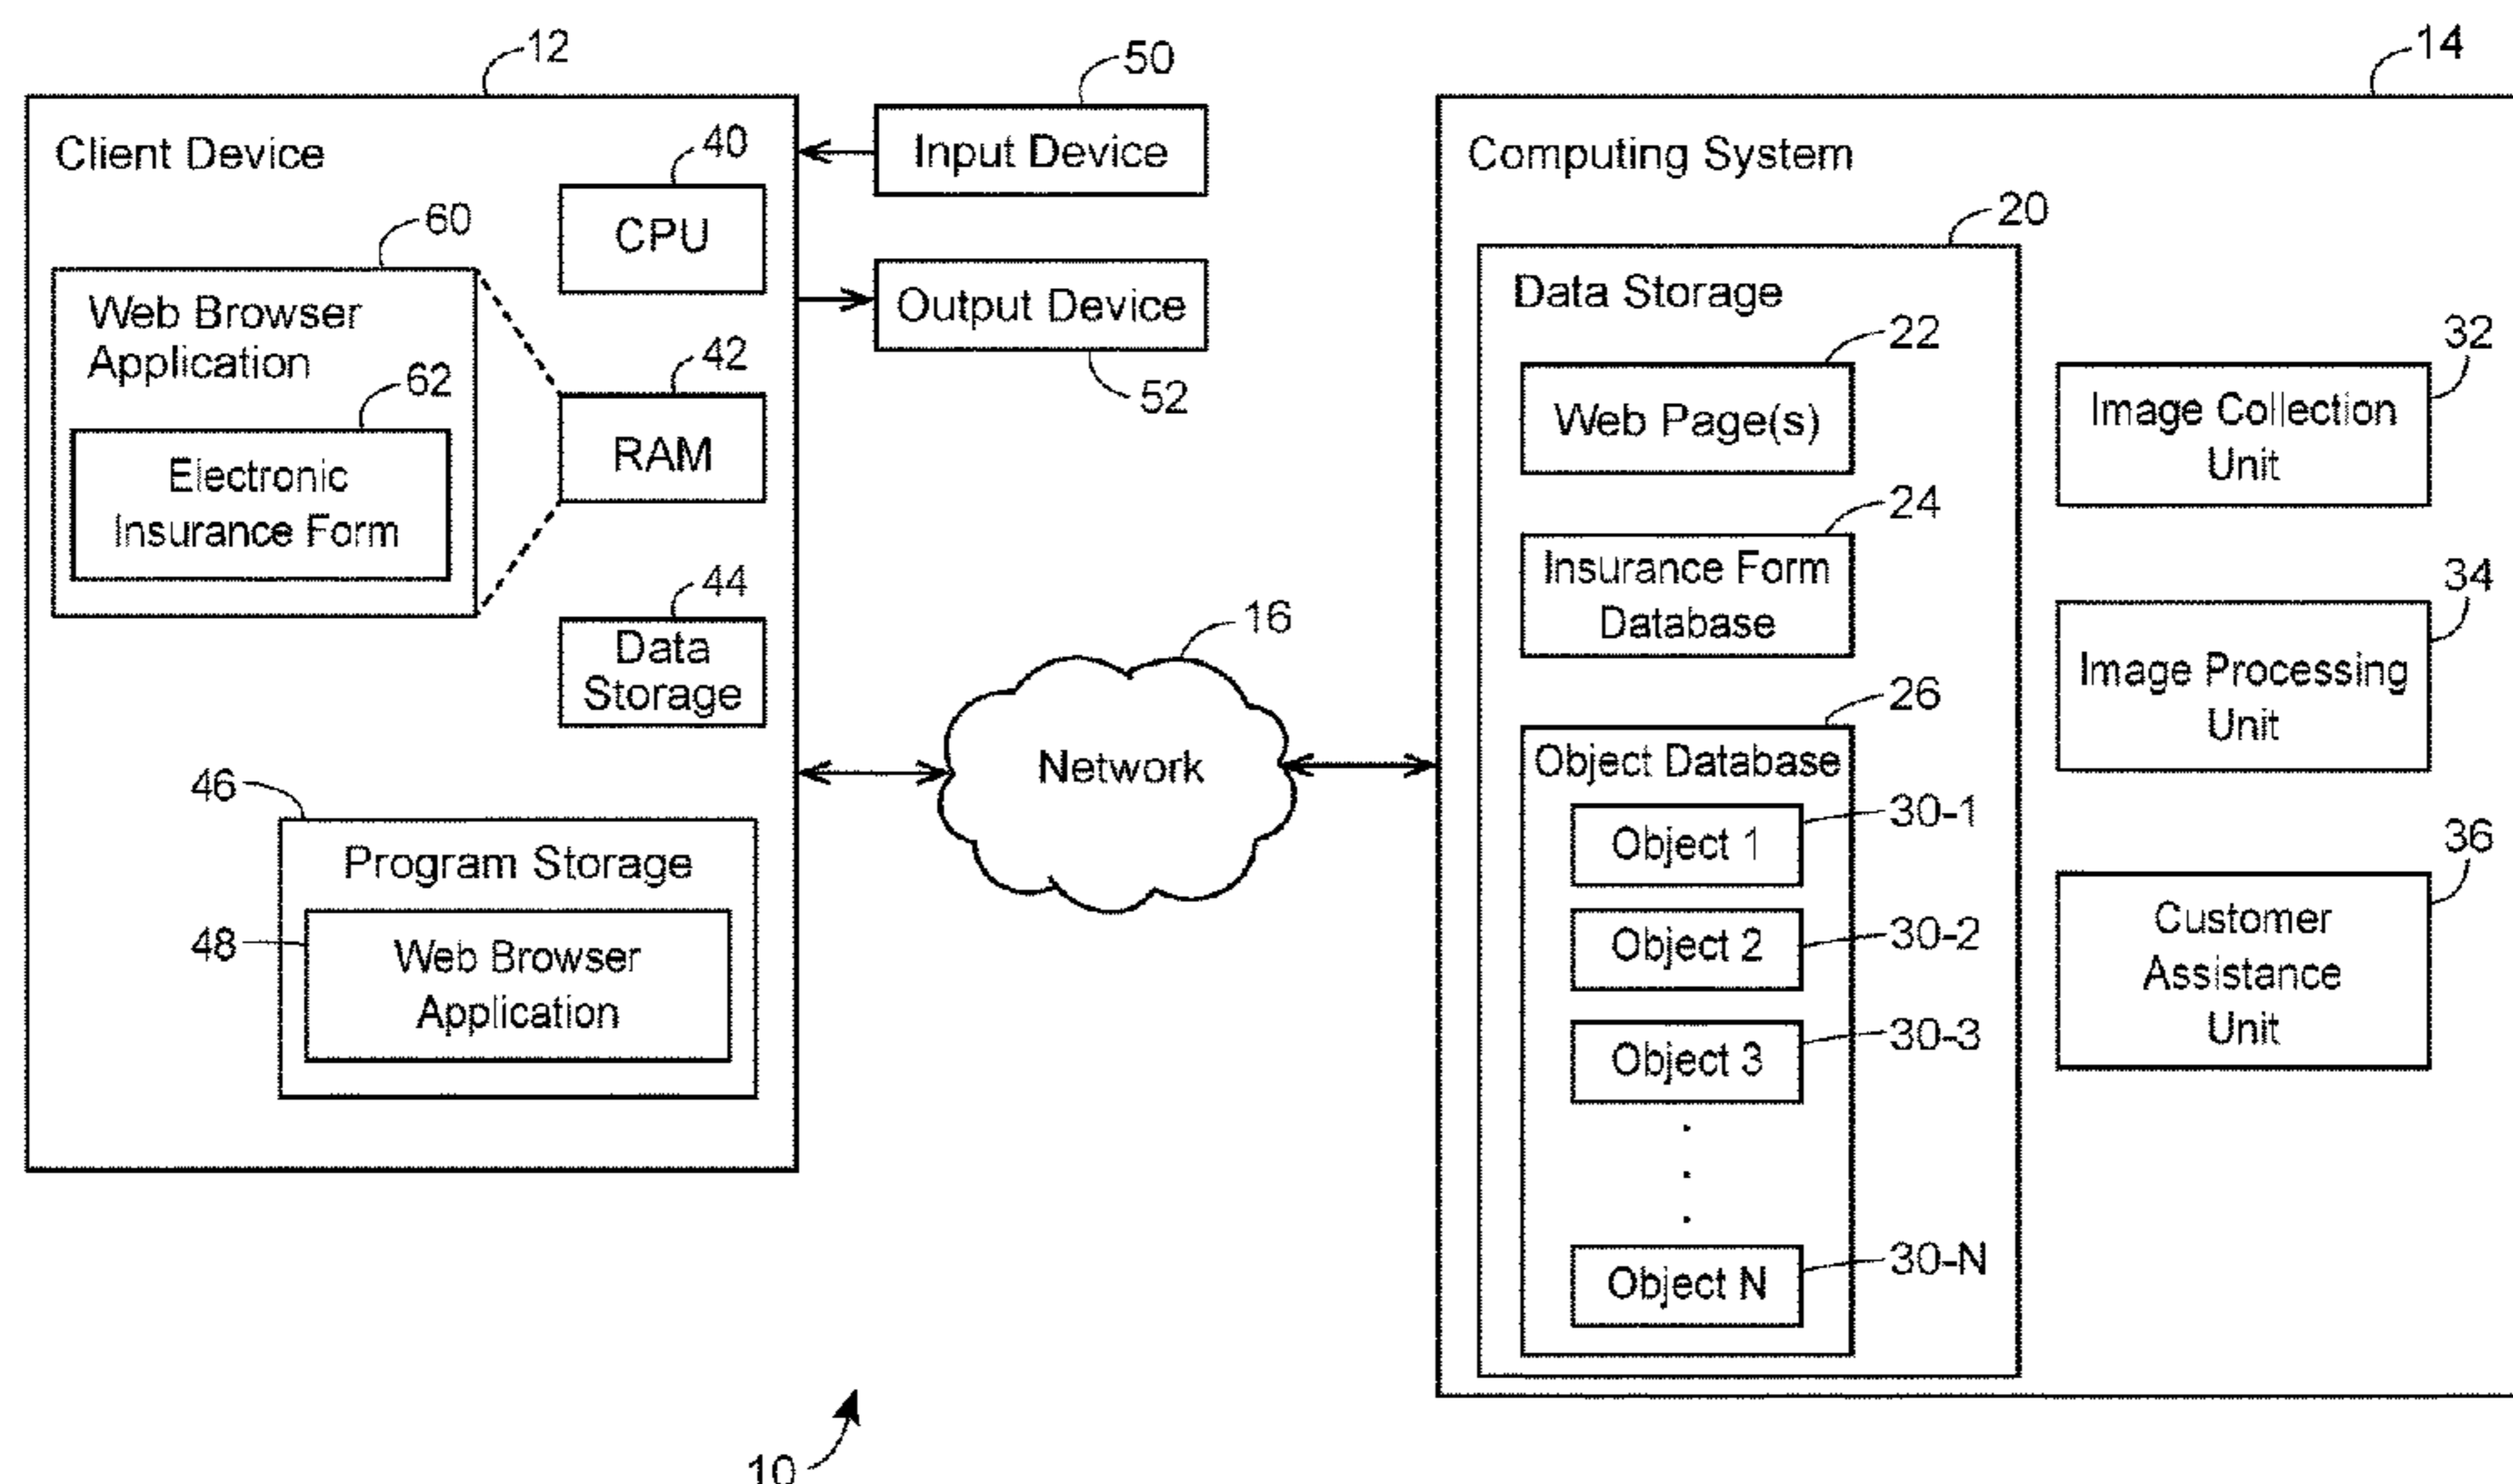 12
Client Device
40
CPU
60
Web Browser
Application
62
Electronic
Insurance Form
42
RAM
44
Data
Storage
46
Program Storage
48
Web Browser
Application
50
Input Device
Output Device
52
16
Network
14
Computing System
20
Data Storage
22
Web Page(s)
24
Insurance Form
Database
26
Object Database
30-1
Object 1
30-2
Object 2
30-3
Object 3
.
.
.
30-N
Object N
32
Image Collection
Unit
34
Image Processing
Unit
36
Customer
Assistance
Unit
10